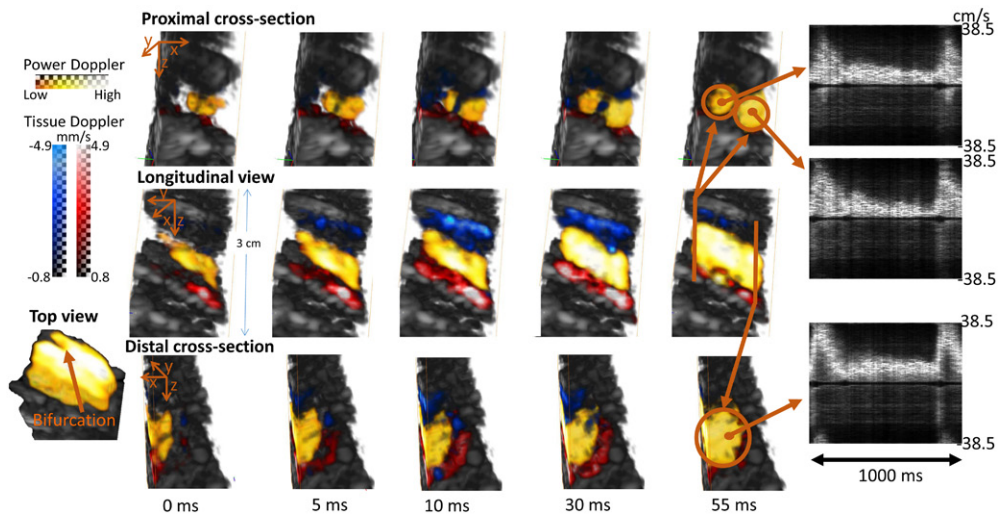 Proximal cross-section
cm/s
y
x
z
Power Doppler
Low High
Tissue Doppler
mm/s
-4.9 4.9
-0.8 0.8
38.5
-38.5
38.5
-38.5
38.5
-38.5
Longitudinal view
y
x
z
3 cm
Top view
Bifurcation
Distal cross-section
y
x
z
0 ms 5 ms 10 ms 30 ms 55 ms
1000 ms